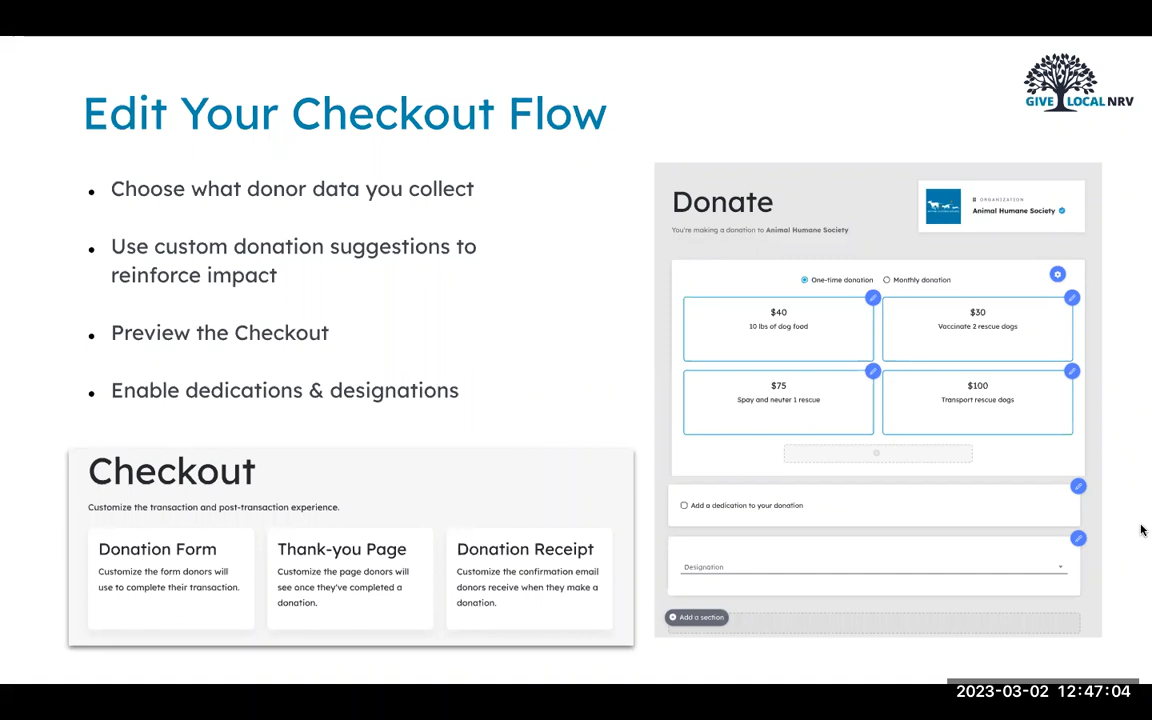 GIVE LOCAL NRV
Edit Your Checkout Flow
• Choose what donor data you collect
• Use custom donation suggestions to
reinforce impact
• Preview the Checkout
• Enable dedications & designations
Checkout
Customize the transaction and post-transaction experience.
Donation Form
Customize the form donors will
use to complete their transaction.
Thank-you Page
Customize the page donors will
see once they've completed a
donation.
Donation Receipt
Customize the confirmation email
donors receive when they make a
donation.
Donate
You're making a donation to Animal Humane Society
ORGANIZATION
Animal Humane Society
One-time donation Monthly donation
$40
10 lbs of dog food
$30
Vaccinate 2 rescue dogs
$75
Spay and neuter 1 rescue
$100
Transport rescue dogs
Add a dedication to your donation
Designation
Add a section
2023-03-02 12:47:04